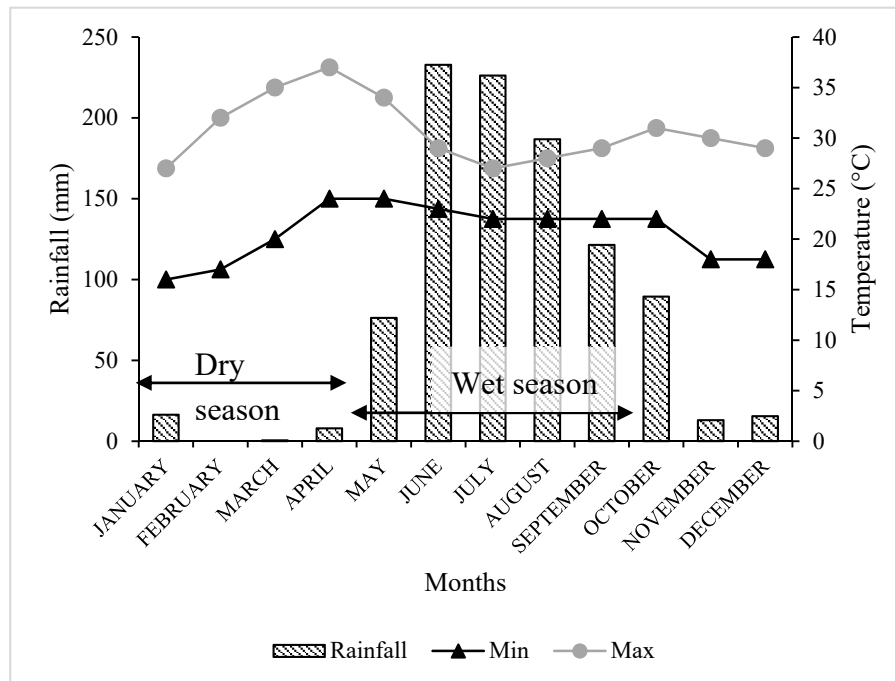 250
200
150
100
50
0
Rainfall (mm)
40
35
30
25
20
15
10
5
0
Temperature (°C)
Dry
season
Wet season
JANUARY
FEBRUARY
MARCH
APRIL
MAY
JUNE
JULY
AUGUST
SEPTEMBER
OCTOBER
NOVEMBER
DECEMBER
Months
Rainfall Min Max